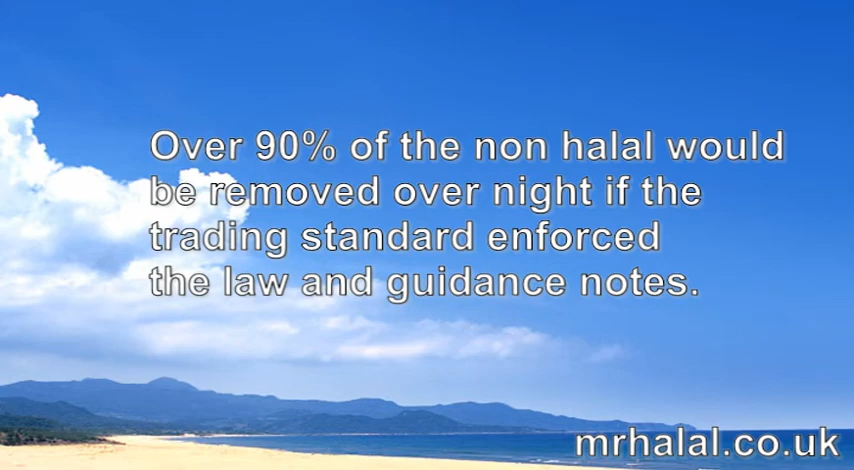 Over 90% of the non halal would
be removed over night if the
trading standard enforced
the law and guidance notes.
mrhalal.co.uk